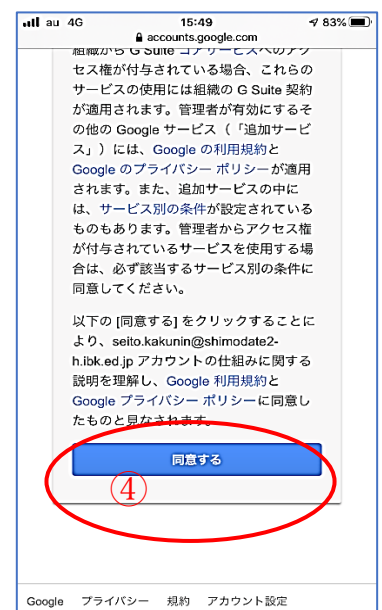 au 4G 15:49 83%
accounts.google.com
組織から G Suite コアサービスへのアク
セス権が付与されている場合、これらの
サービスの使用には組織の G Suite 契約
が適用されます。管理者が有効にするそ
の他の Google サービス（「追加サービ
ス」）には、Google の利用規約と
Google のプライバシー ポリシーが適用
されます。また、追加サービスの中に
は、サービス別の条件が設定されている
ものもあります。管理者からアクセス権
が付与されているサービスを使用する場
合は、必ず該当するサービス別の条件に
同意してください。
以下の [同意する] をクリックすることに
より、seito.kakunin@shimodate2-
h.ibk.ed.jp アカウントの仕組みに関する
説明を理解し、Google 利用規約と
Google プライバシー ポリシーに同意し
たものと見なされます。
同意する
④
Google プライバシー 規約 アカウント設定